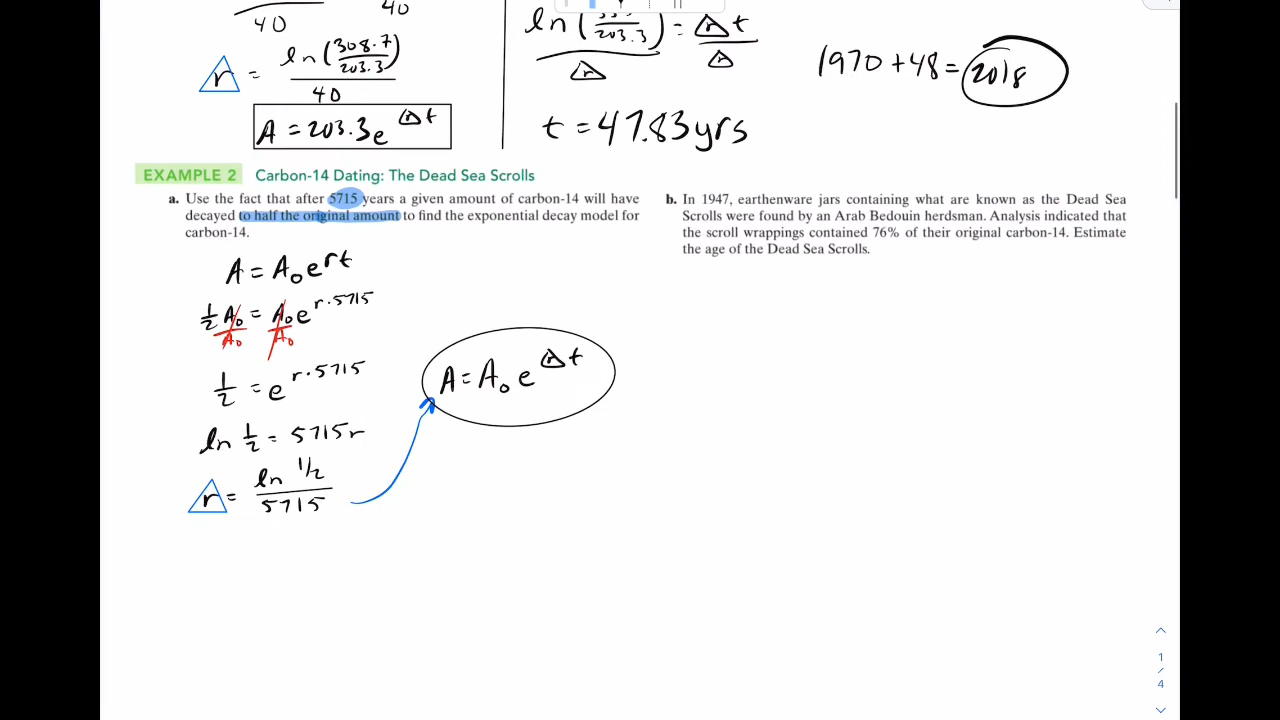 40
40
r = ln(308.7/203.3)
40
A = 203.3e^(r t)
203.3) = r t
r r
t = 47.83 yrs
1970 + 48 = 2018
EXAMPLE 2 Carbon-14 Dating: The Dead Sea Scrolls
a. Use the fact that after 5715 years a given amount of carbon-14 will have
decayed to half the original amount to find the exponential decay model for
carbon-14.
A = A₀e^(rt)
½A₀ = A₀e^(r·5715)
A₀ A₀
½ = e^(r·5715)
ln ½ = 5715r
r = ln 1/2
5715
A = A₀e^(r t)
b. In 1947, earthenware jars containing what are known as the Dead Sea
Scrolls were found by an Arab Bedouin herdsman. Analysis indicated that
the scroll wrappings contained 76% of their original carbon-14. Estimate
the age of the Dead Sea Scrolls.
1
/
4